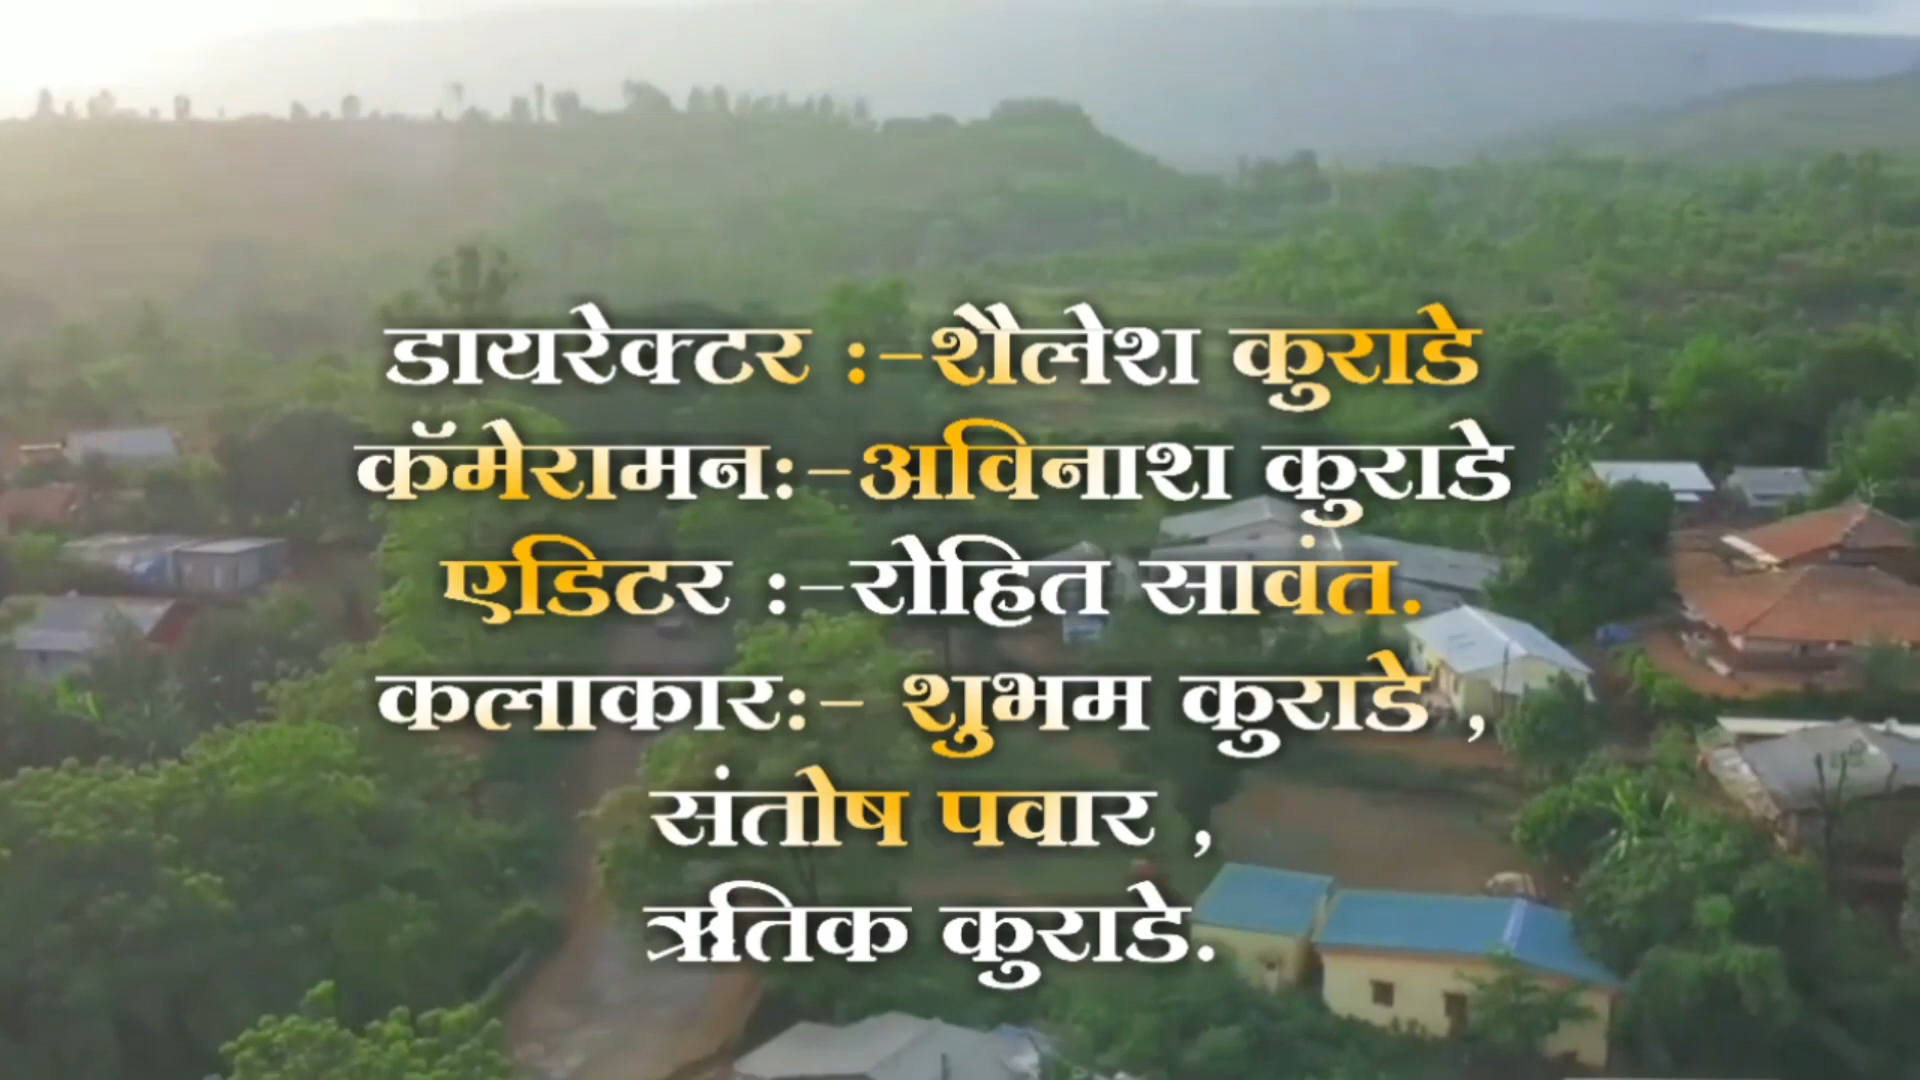 डायरेक्टर :-शैलेश कुराडे
कॅमेरामन:-अविनाश कुराडे
एडिटर :-रोहित सावंत.
कलाकार:- शुभम कुराडे ,
संतोष पवार ,
ऋतिक कुराडे.